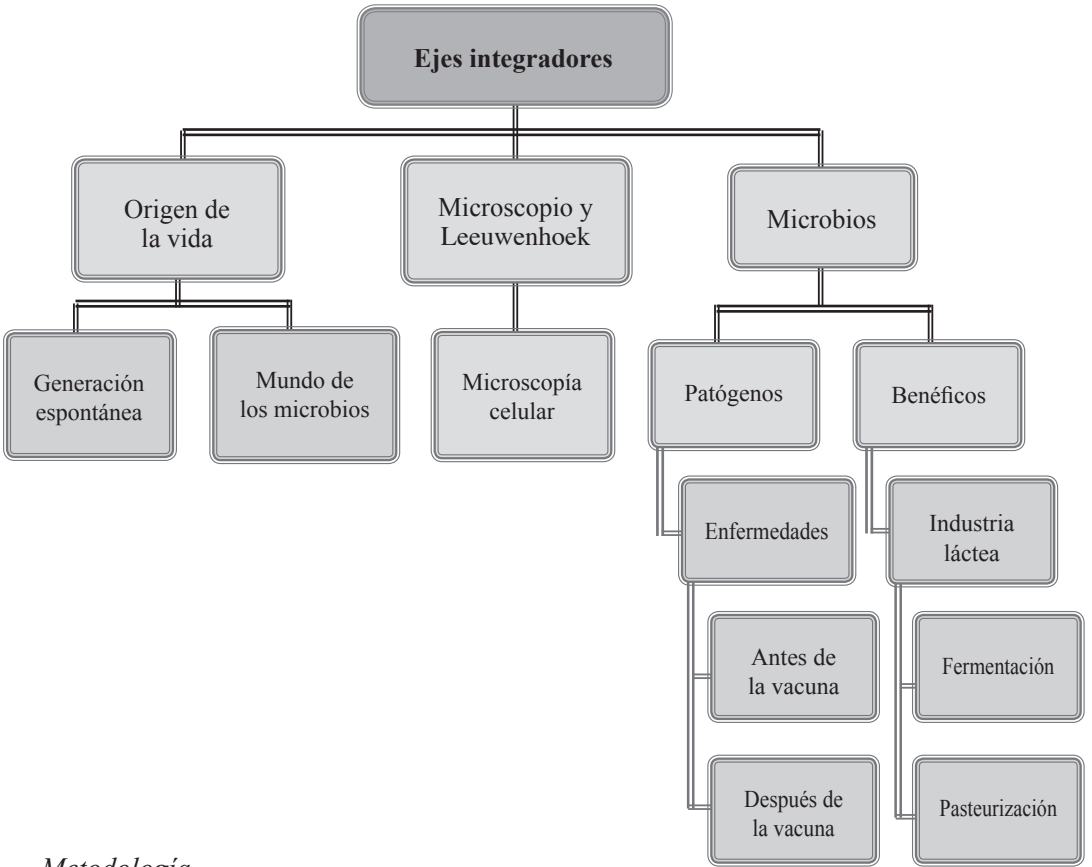 Ejes integradores
Origen de
la vida
Microscopio y
Leeuwenhoek
Microbios
Generación
espontánea
Mundo de
los microbios
Microscopía
celular
Patógenos
Benéficos
Enfermedades
Industria
láctea
Antes de
la vacuna
Fermentación
Después de
la vacuna
Pasteurización
Metodología